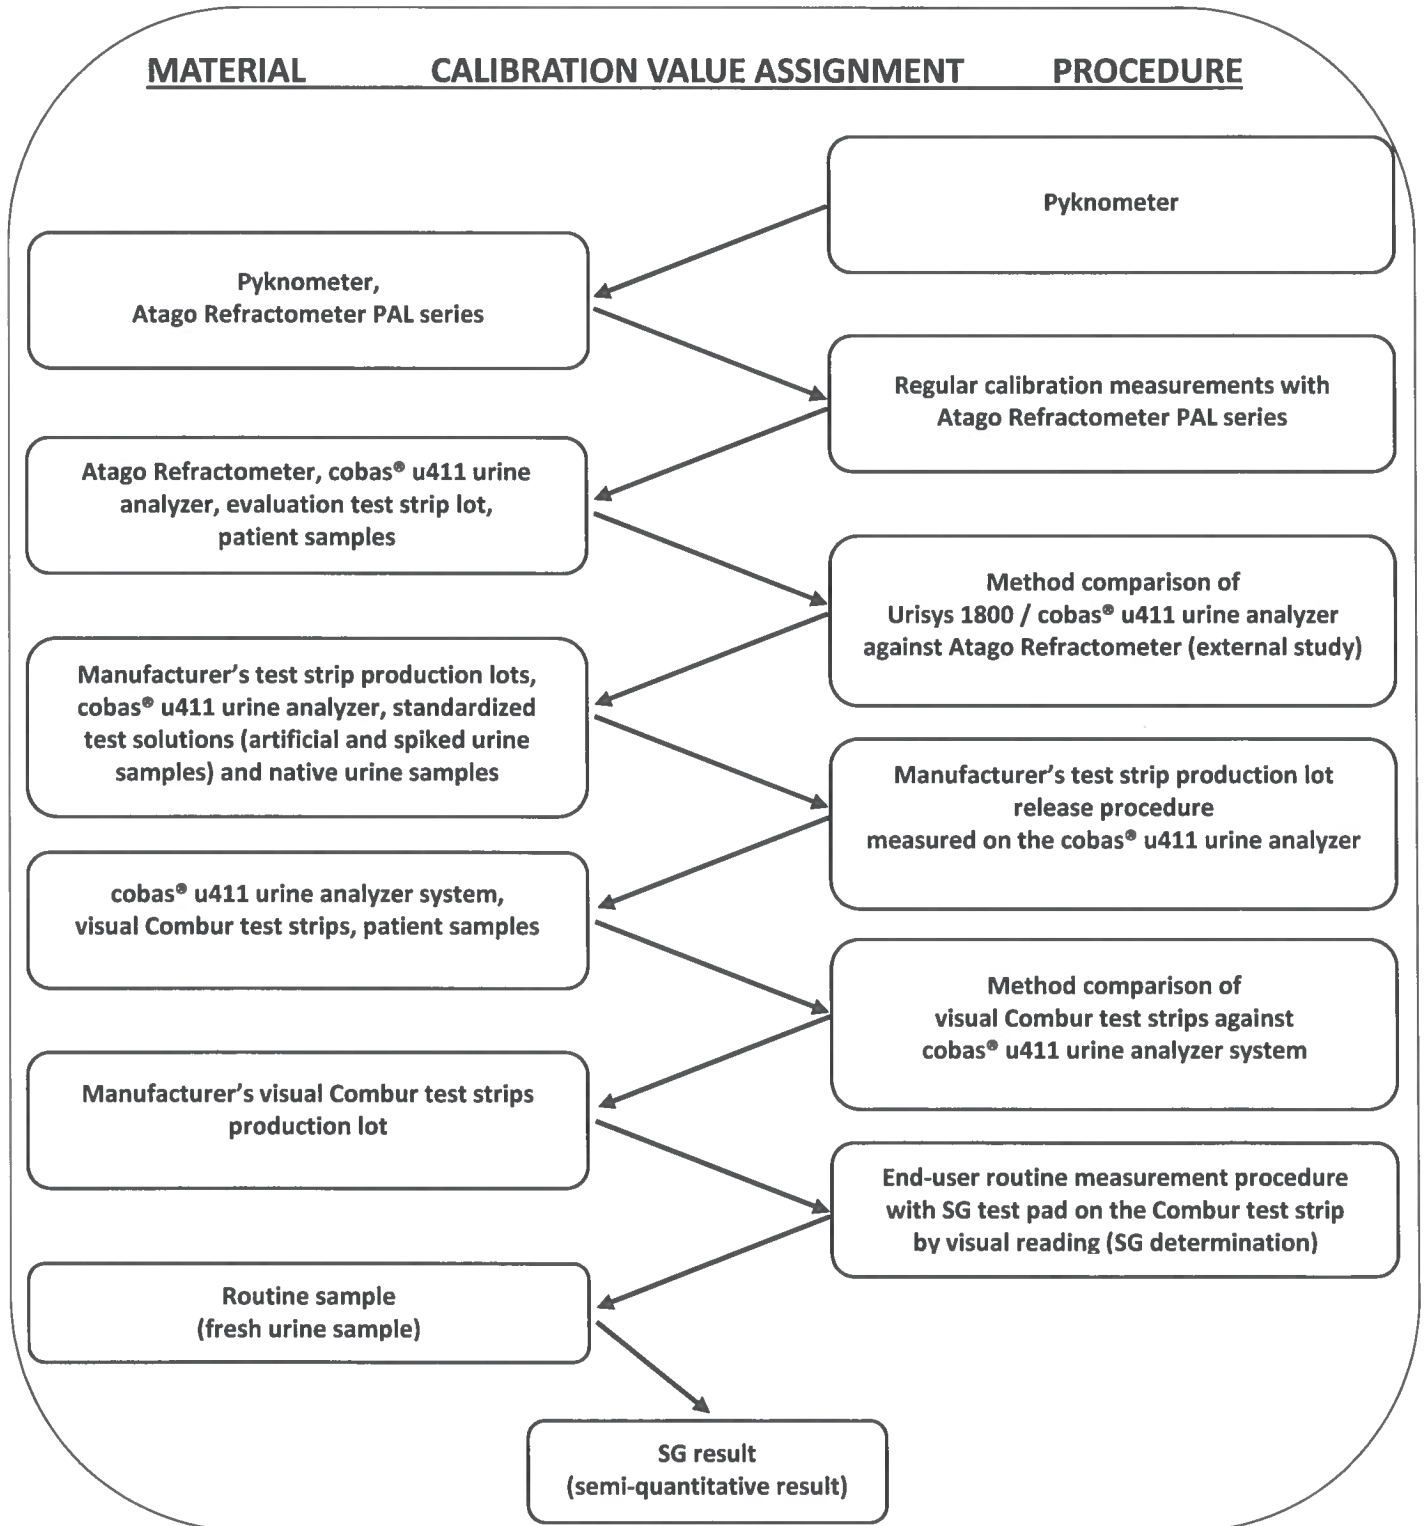 MATERIAL CALIBRATION VALUE ASSIGNMENT PROCEDURE
Pyknometer
Pyknometer,
Atago Refractometer PAL series
Regular calibration measurements with
Atago Refractometer PAL series
Atago Refractometer, cobas® u411 urine
analyzer, evaluation test strip lot,
patient samples
Method comparison of
Urisys 1800 / cobas® u411 urine analyzer
against Atago Refractometer (external study)
Manufacturer's test strip production lots,
cobas® u411 urine analyzer, standardized
test solutions (artificial and spiked urine
samples) and native urine samples
Manufacturer's test strip production lot
release procedure
measured on the cobas® u411 urine analyzer
cobas® u411 urine analyzer system,
visual Combur test strips, patient samples
Method comparison of
visual Combur test strips against
cobas® u411 urine analyzer system
Manufacturer's visual Combur test strips
production lot
End-user routine measurement procedure
with SG test pad on the Combur test strip
by visual reading (SG determination)
Routine sample
(fresh urine sample)
SG result
(semi-quantitative result)